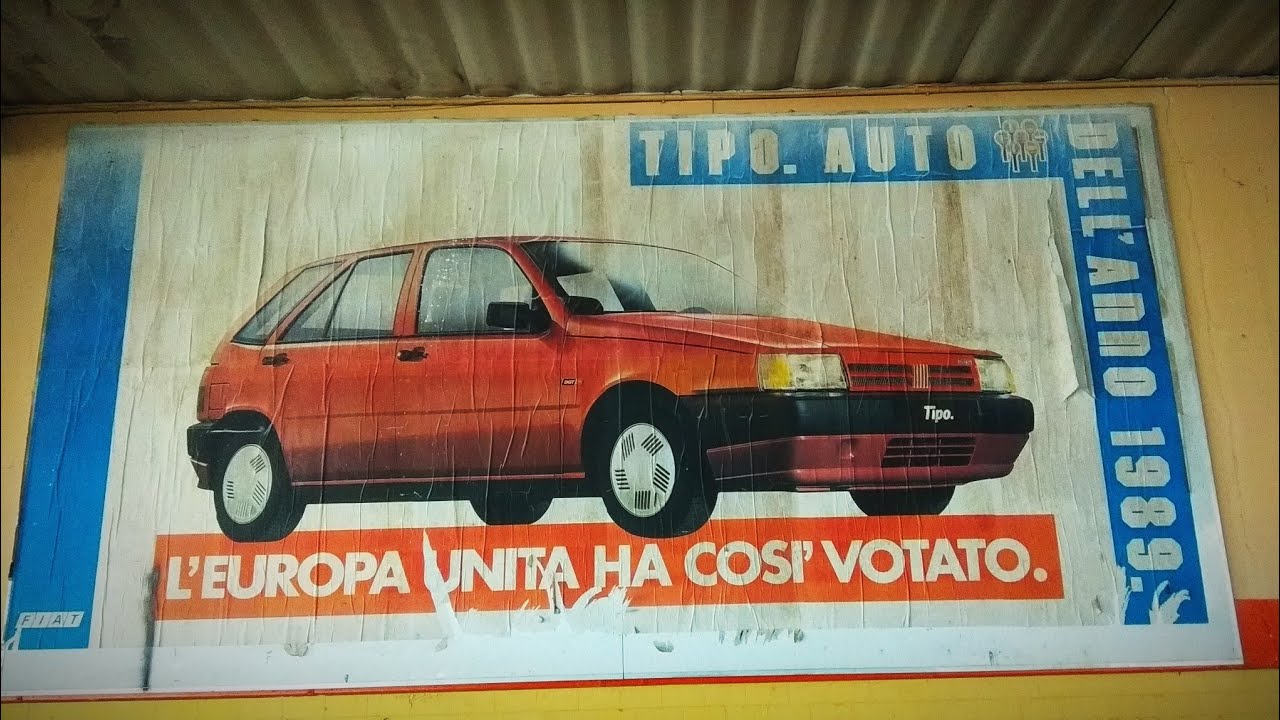 TIPO. AUTO
DELL'ANNO 1989.
Tipo.
L'EUROPA UNITA HA COSI' VOTATO.
FIAT